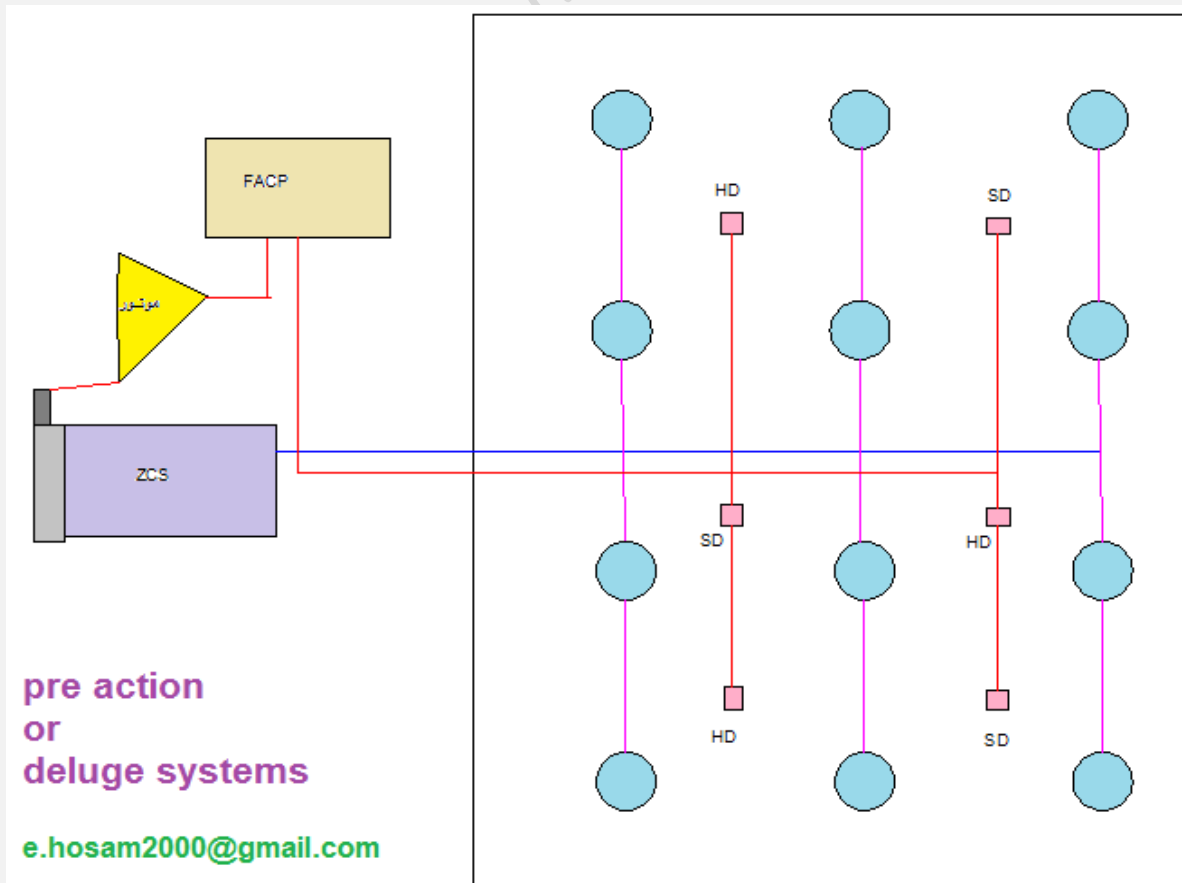 FACP
HD
SD
موتور
ZCS
SD
HD
HD
SD
pre action
or
deluge systems
e.hosam2000@gmail.com